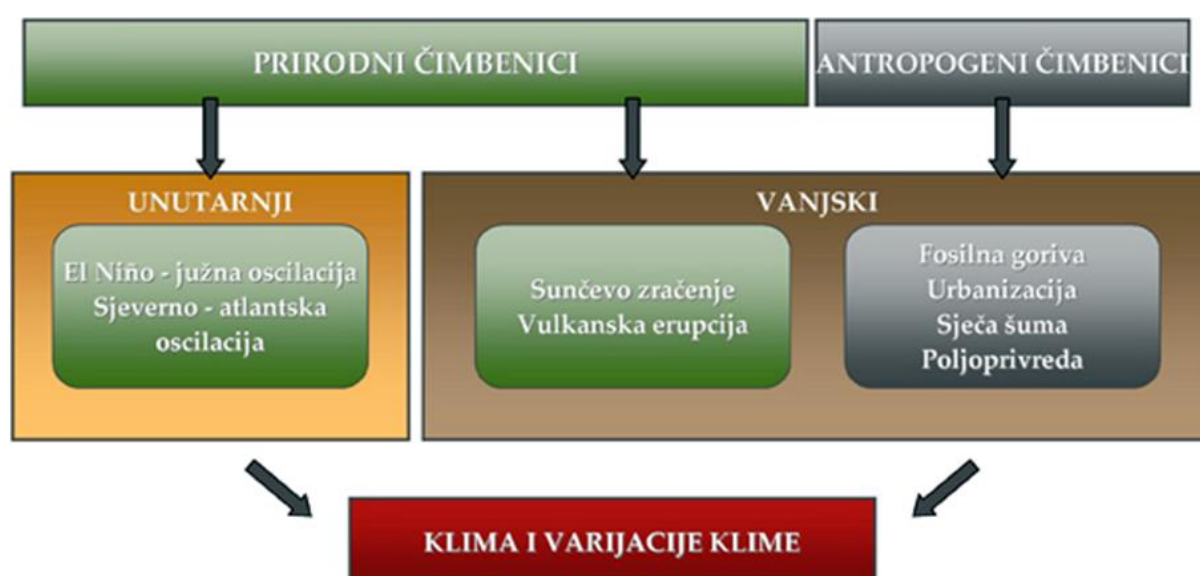 PRIRODNI ČIMBENICI
ANTROPOGENI ČIMBENICI
UNUTARNJI
El Niño - južna oscilacija
Sjeverno - atlantska
oscilacija
VANJSKI
Sunčevo zračenje
Vulkanska erupcija
Fosilna goriva
Urbanizacija
Sječa šuma
Poljoprivreda
KLIMA I VARIJACIJE KLIME